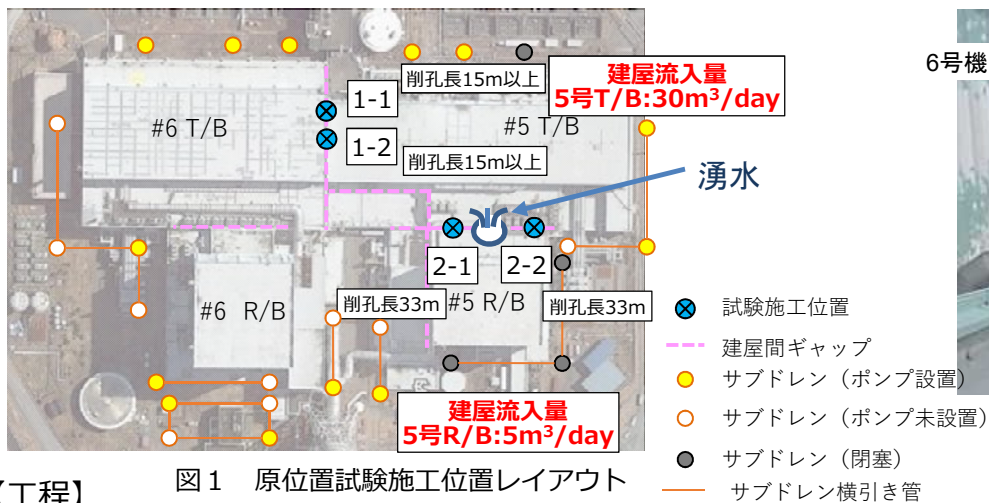 6号機
削孔長15m以上
建屋流入量
5号T/B:30m³/day
1-1
#6 T/B
#5 T/B
1-2
削孔長15m以上
湧水
2-1
2-2
#6 R/B
削孔長33m
#5 R/B
削孔長33m
試験施工位置
建屋間ギャップ
サブドレン（ポンプ設置）
建屋流入量
5号R/B:5m³/day
サブドレン（ポンプ未設置）
サブドレン（閉塞）
サブドレン横引き管
図１　原位置試験施工位置レイアウト
【工程】